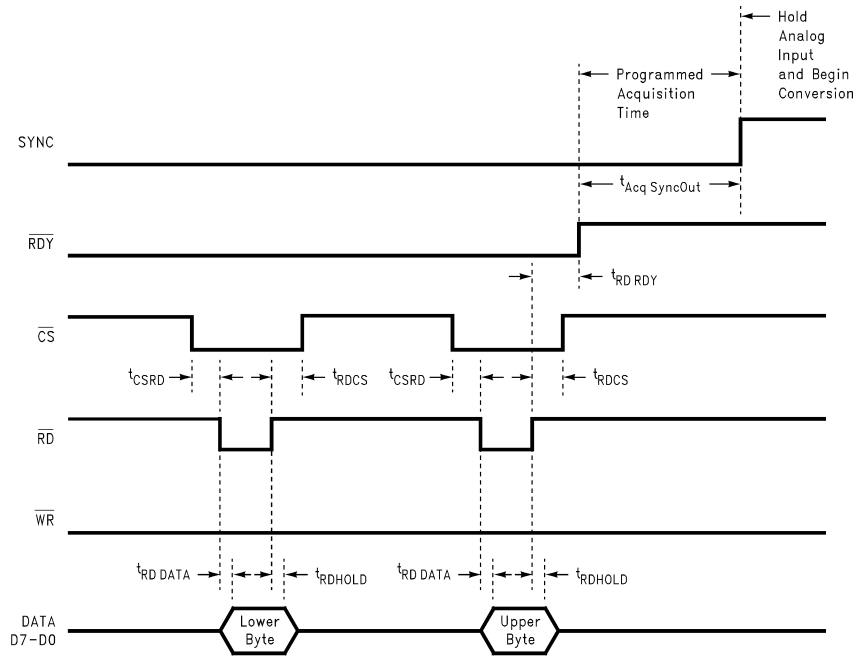 Hold
Analog
Input
and Begin
Conversion
Programmed
Acquisition
Time
SYNC
tAcq SyncOut
RDY
tRD RDY
CS
tCSRD
tRDCS
tCSRD
tRDCS
RD
WR
tRD DATA
tRDHOLD
tRD DATA
tRDHOLD
DATA
D7-D0
Lower
Byte
Upper
Byte